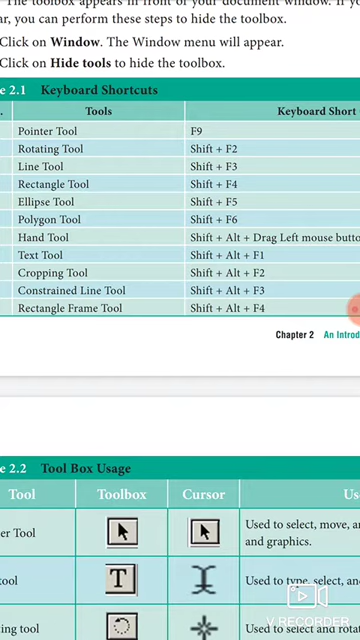 The toolbox appears in front of your document window. If yo
ar, you can perform these steps to hide the toolbox.
Click on Window. The Window menu will appear.
Click on Hide tools to hide the toolbox.
e 2.1 Keyboard Shortcuts
. Tools Keyboard Short
Pointer Tool F9
Rotating Tool Shift + F2
Line Tool Shift + F3
Rectangle Tool Shift + F4
Ellipse Tool Shift + F5
Polygon Tool Shift + F6
Hand Tool Shift + Alt + Drag Left mouse butto
Text Tool Shift + Alt + F1
Cropping Tool Shift + Alt + F2
Constrained Line Tool Shift + Alt + F3
Rectangle Frame Tool Shift + Alt + F4
Chapter 2 An Introd
e 2.2 Tool Box Usage
Tool Toolbox Cursor Us
er Tool T Used to select, move, an
and graphics.
tool Used to type, select, an
ing tool Used to select and rotat
V RECORDER